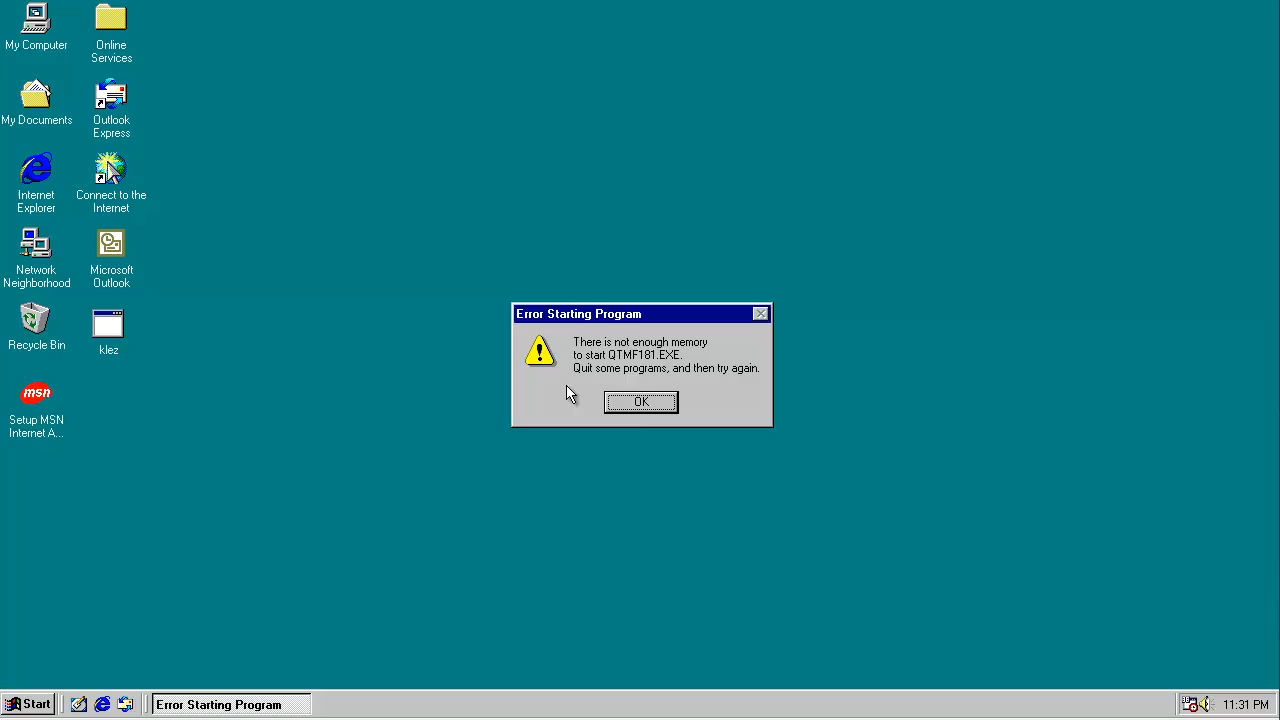 My Computer
Online
Services
My Documents
Outlook
Express
Internet
Explorer
Connect to the
Internet
Network
Neighborhood
Microsoft
Outlook
Recycle Bin
klez
msn
Setup MSN
Internet A...
Error Starting Program
There is not enough memory
to start QTMF181.EXE.
Quit some programs, and then try again.
OK
Start
Error Starting Program
11:31 PM